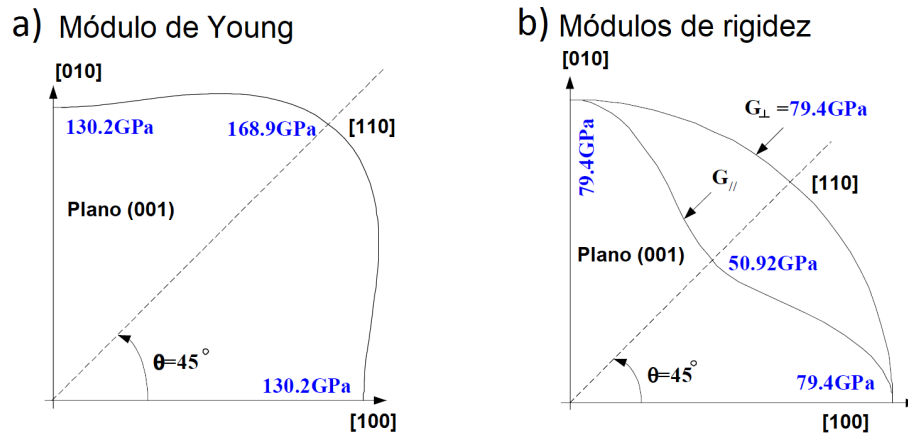 a) Módulo de Young
[010]
130.2GPa
168.9GPa
[110]
Plano (001)
θ=45°
130.2GPa
[100]
b) Módulos de rigidez
[010]
G⊥ =79.4GPa
79.4GPa
G//
[110]
Plano (001)
50.92GPa
θ=45°
79.4GPa
[100]